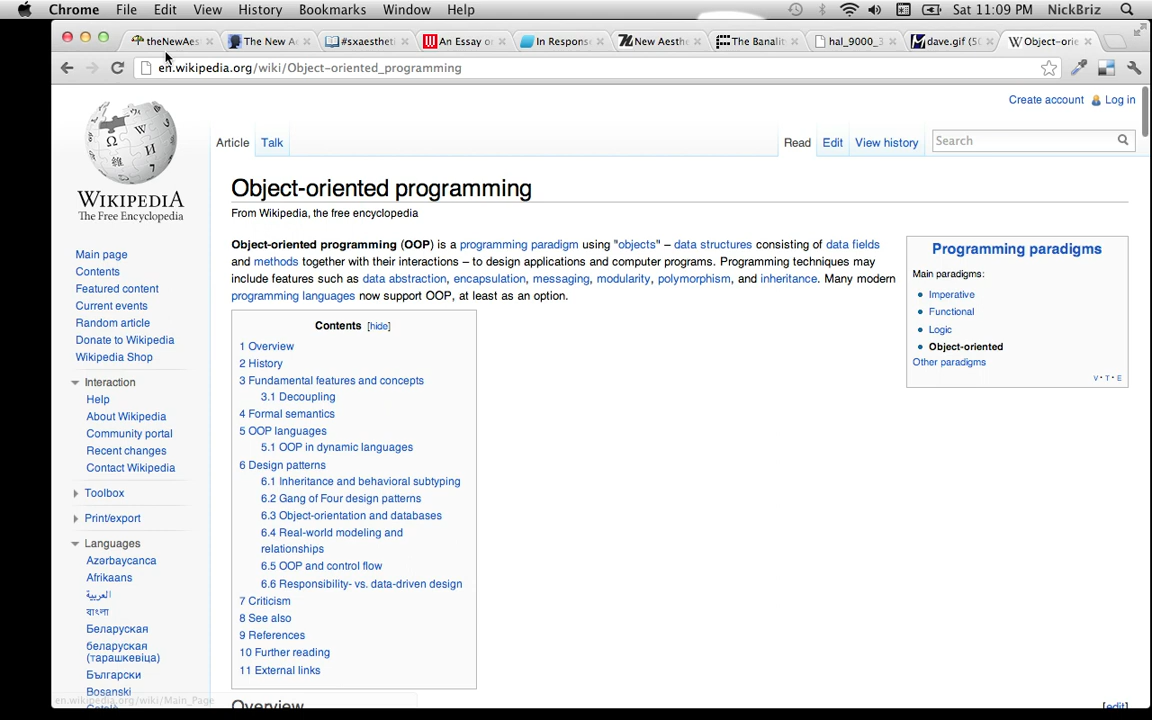 Chrome File Edit View History Bookmarks Window Help Sat 11:09 PM NickBriz
theNewAes The New A #sxaesthet An Essay o In Respons New Aesthe The Banalit hal_9000_3 dave.gif (50 Object-orie
en.wikipedia.org/wiki/Object-oriented_programming
Create account Log in
Article Talk Read Edit View history Search
WIKIPEDIA
The Free Encyclopedia
Object-oriented programming
From Wikipedia, the free encyclopedia
Object-oriented programming (OOP) is a programming paradigm using "objects" – data structures consisting of data fields
and methods together with their interactions – to design applications and computer programs. Programming techniques may
include features such as data abstraction, encapsulation, messaging, modularity, polymorphism, and inheritance. Many modern
programming languages now support OOP, at least as an option.
Programming paradigms
Main paradigms:
Imperative
Functional
Logic
Object-oriented
Other paradigms
V · T · E
Main page
Contents
Featured content
Current events
Random article
Donate to Wikipedia
Wikipedia Shop
Interaction
Help
About Wikipedia
Community portal
Recent changes
Contact Wikipedia
Toolbox
Print/export
Languages
Azərbaycanca
Afrikaans
العربية
বাংলা
Беларуская
беларуская
(тарашкевіца)
Български
Bosanski
Català
Contents [hide]
1 Overview
2 History
3 Fundamental features and concepts
3.1 Decoupling
4 Formal semantics
5 OOP languages
5.1 OOP in dynamic languages
6 Design patterns
6.1 Inheritance and behavioral subtyping
6.2 Gang of Four design patterns
6.3 Object-orientation and databases
6.4 Real-world modeling and
relationships
6.5 OOP and control flow
6.6 Responsibility- vs. data-driven design
7 Criticism
8 See also
9 References
10 Further reading
11 External links
Overview [edit]
en.wikipedia.org/wiki/Main_Page